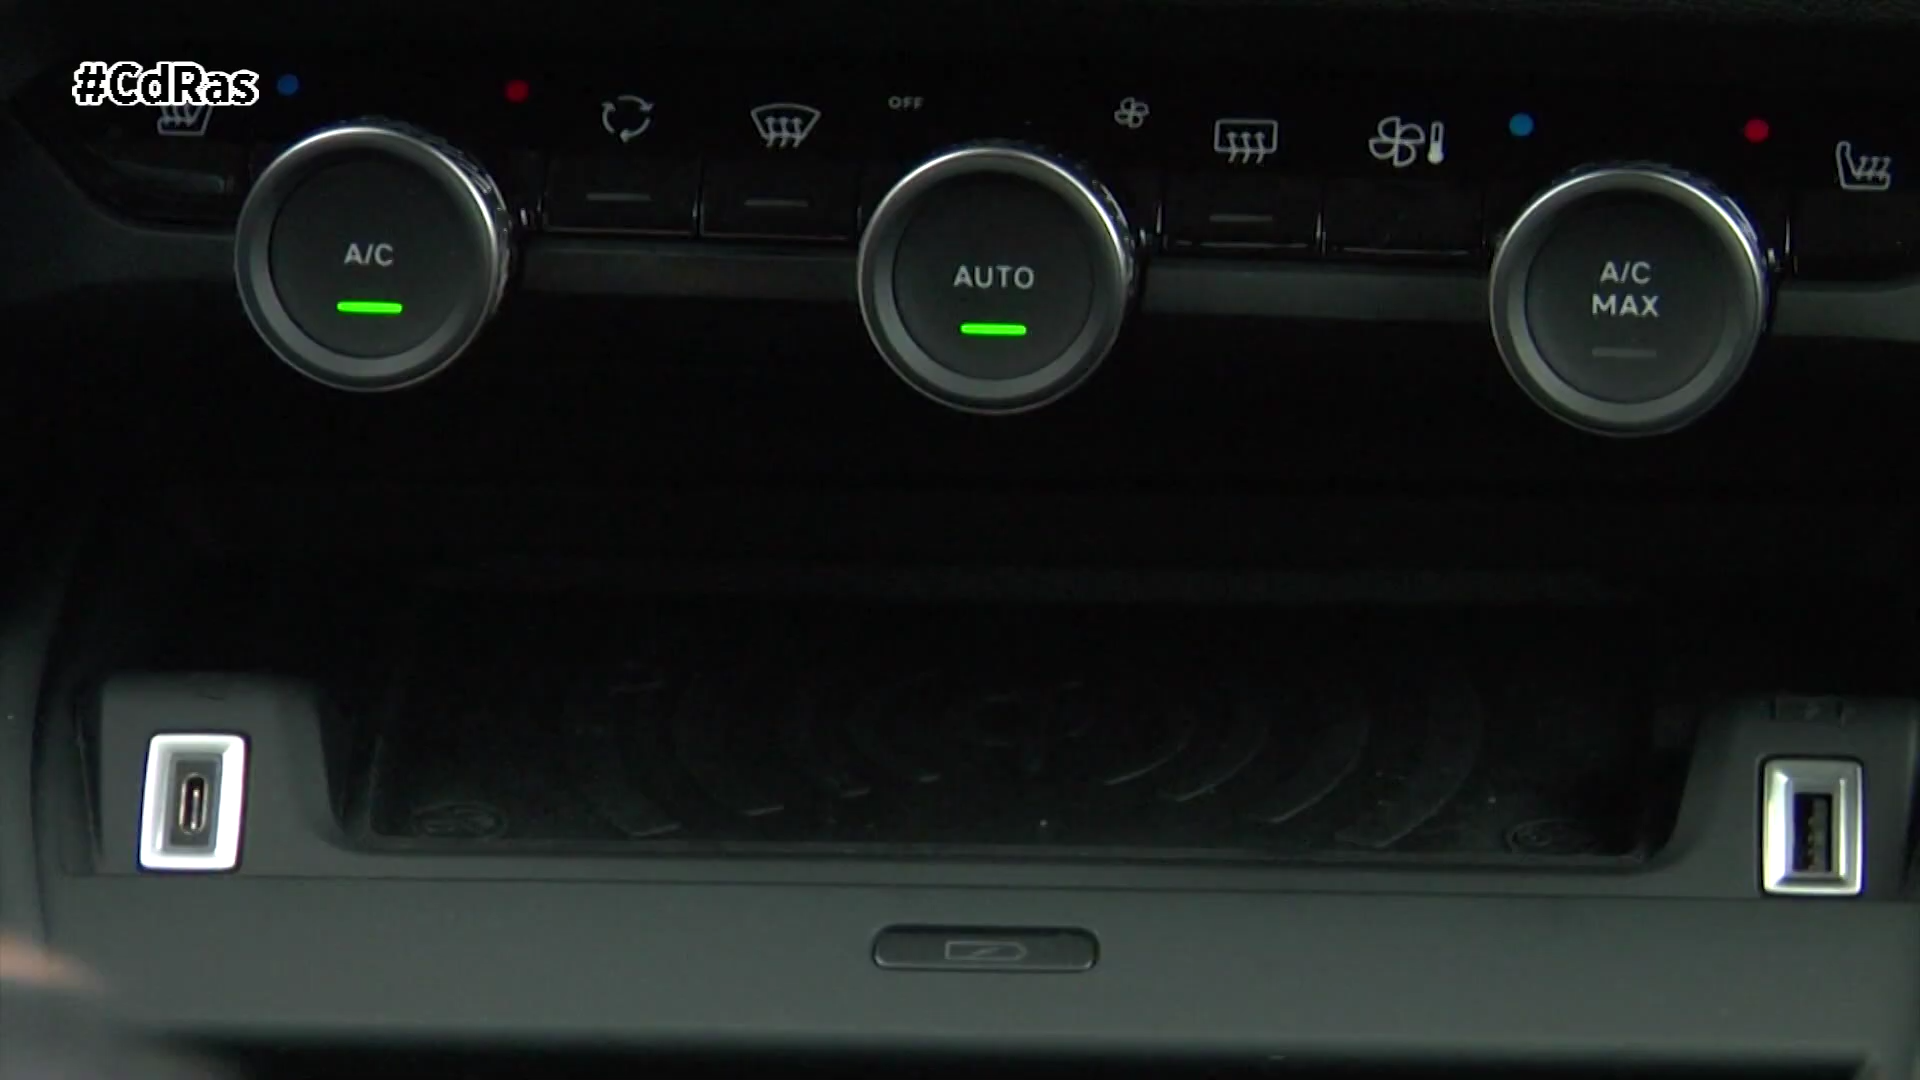 #CdRas
OFF
A/C
AUTO
A/C
MAX